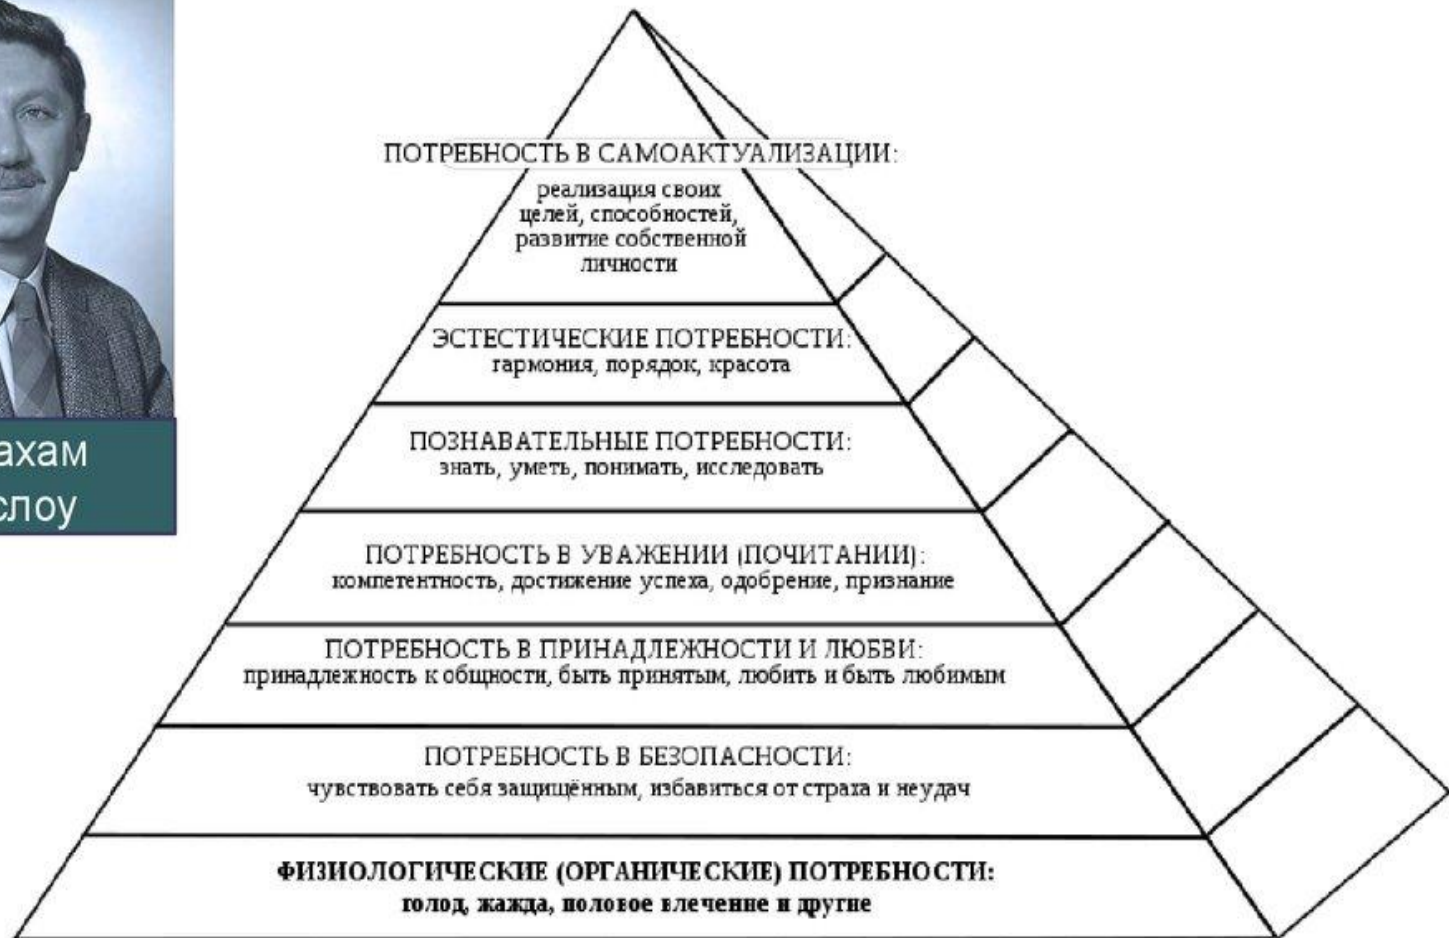 ПОТРЕБНОСТЬ В САМОАКТУАЛИЗАЦИИ:
реализация своих
целей, способностей,
развитие собственной
личности
ЭСТЕСТИЧЕСКИЕ ПОТРЕБНОСТИ:
гармония, порядок, красота
ПОЗНАВАТЕЛЬНЫЕ ПОТРЕБНОСТИ:
знать, уметь, понимать, исследовать
ахам
слоу
ПОТРЕБНОСТЬ В УВАЖЕНИИ (ПОЧИТАНИИ):
компетентность, достижение успеха, одобрение, признание
ПОТРЕБНОСТЬ В ПРИНАДЛЕЖНОСТИ И ЛЮБВИ:
принадлежность к общности, быть принятым, любить и быть любимым
ПОТРЕБНОСТЬ В БЕЗОПАСНОСТИ:
чувствовать себя защищённым, избавиться от страха и неудач
ФИЗИОЛОГИЧЕСКИЕ (ОРГАНИЧЕСКИЕ) ПОТРЕБНОСТИ:
голод, жажда, половое влечение и другие